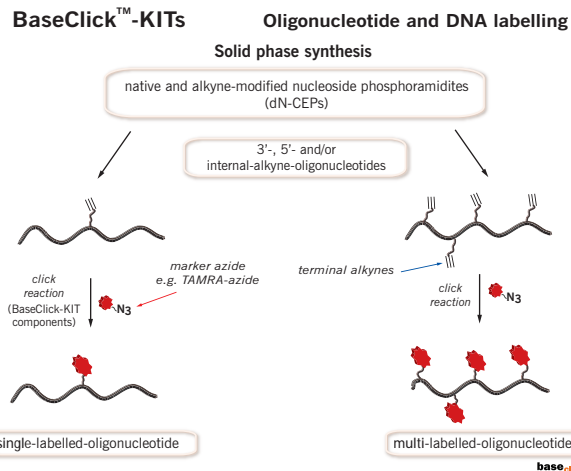 BaseClick™-KITs
Oligonucleotide and DNA labelling
Solid phase synthesis
native and alkyne-modified nucleoside phosphoramidites
(dN-CEPs)
3'-, 5'- and/or
internal-alkyne-oligonucleotides
marker azide
e.g. TAMRA-azide
terminal alkynes
click
reaction
(BaseClick-KIT
components)
N3
click
reaction
N3
single-labelled-oligonucleotide
multi-labelled-oligonucleotide
basecl